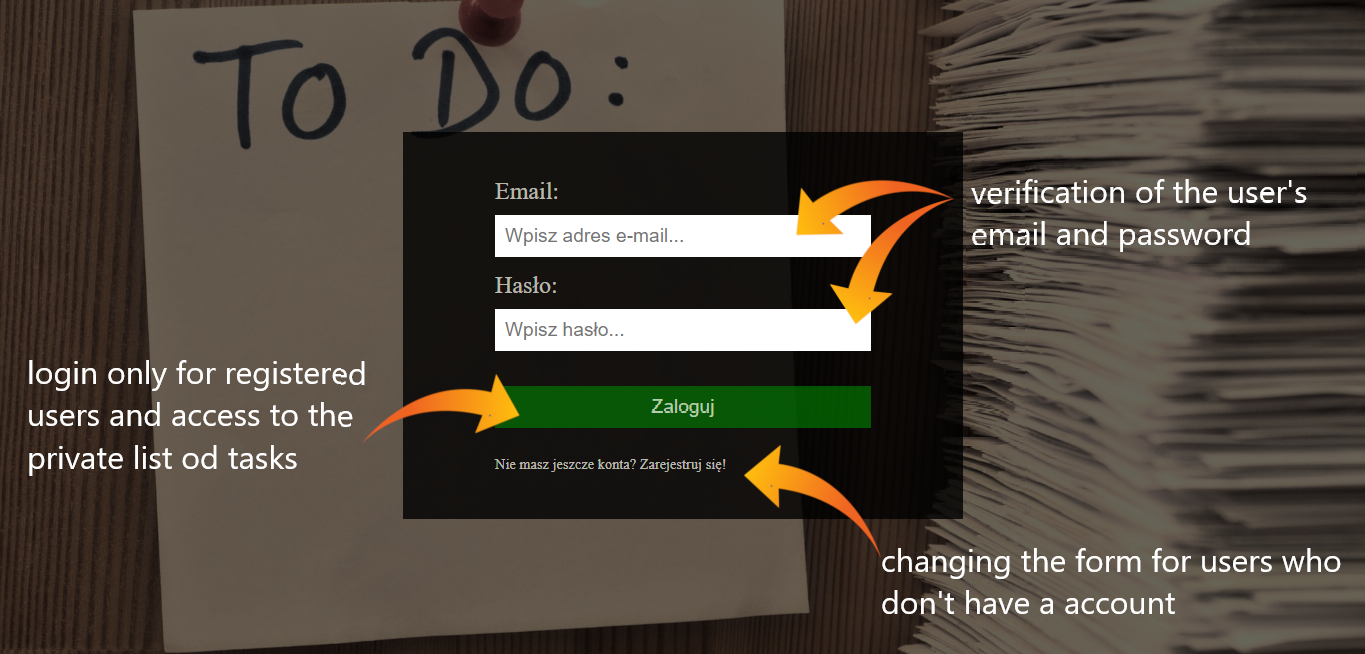 To Do:
Email:
Wpisz adres e-mail...
verification of the user's
email and password
Hasło:
Wpisz hasło...
login only for registered
users and access to the
private list od tasks
Zaloguj
Nie masz jeszcze konta? Zarejestruj się!
changing the form for users who
don't have a account